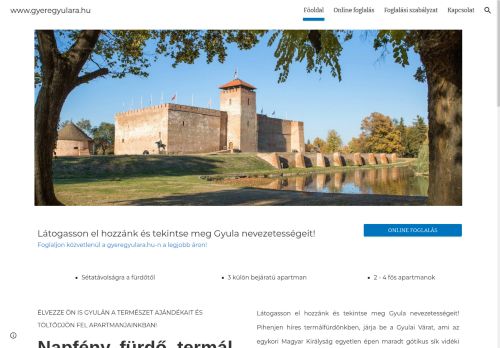 www.gyeregyulara.hu
Főoldal Online foglalás Foglalási szabályzat Kapcsolat
Látogasson el hozzánk és tekintse meg Gyula nevezetességeit!
Foglaljon közvetlenül a gyeregyulara.hu-n a legjobb áron!
ONLINE FOGLALÁS
Sétatávolságra a fürdőtől
3 külön bejáratú apartman
2 - 4 fős apartmanok
ÉLVEZZE ÖN IS GYULÁN A TERMÉSZET AJÁNDÉKAIT ÉS
TÖLTŐDJÖN FEL APARTMANJAINKBAN!
Napfény, fürdő, termál,
Látogasson el hozzánk és tekintse meg Gyula nevezetességeit!
Pihenjen híres termálfürdőnkben, járja be a Gyulai Várat, ami az
egykori Magyar Királyság egyetlen épen maradt gótikus sík vidéki